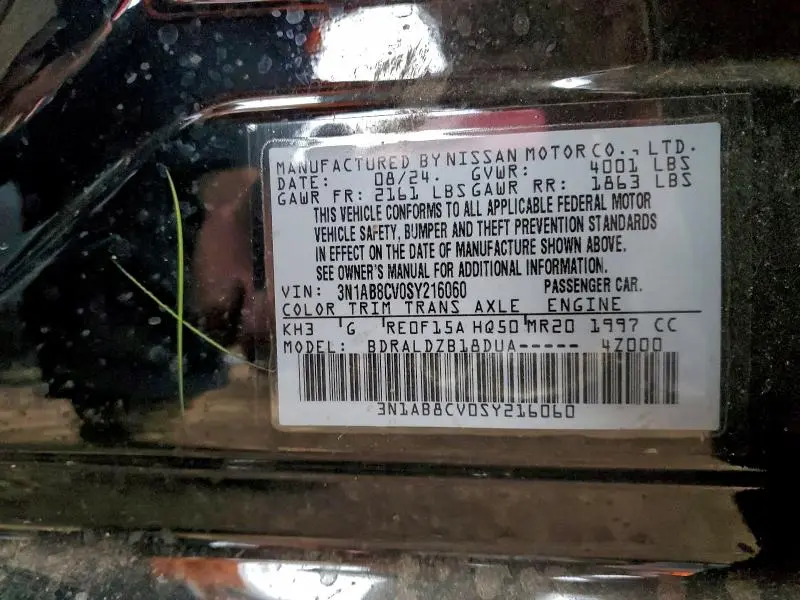 MANUFACTURED BY NISSAN MOTOR CO., LTD.
DATE: 08/24. GVWR: 4001 LBS
GAWR FR: 2161 LBS GAWR RR: 1863 LBS
THIS VEHICLE CONFORMS TO ALL APPLICABLE FEDERAL MOTOR
VEHICLE SAFETY, BUMPER AND THEFT PREVENTION STANDARDS
IN EFFECT ON THE DATE OF MANUFACTURE SHOWN ABOVE.
SEE OWNER'S MANUAL FOR ADDITIONAL INFORMATION.
VIN: 3N1AB8CV0SY216060 PASSENGER CAR.
COLOR TRIM TRANS AXLE ENGINE
KH3 G RE0F15A HQ50 MR20 1997 CC
MODEL: BDRALDZB18DUA----- 4Z000
3N1AB8CV0SY216060